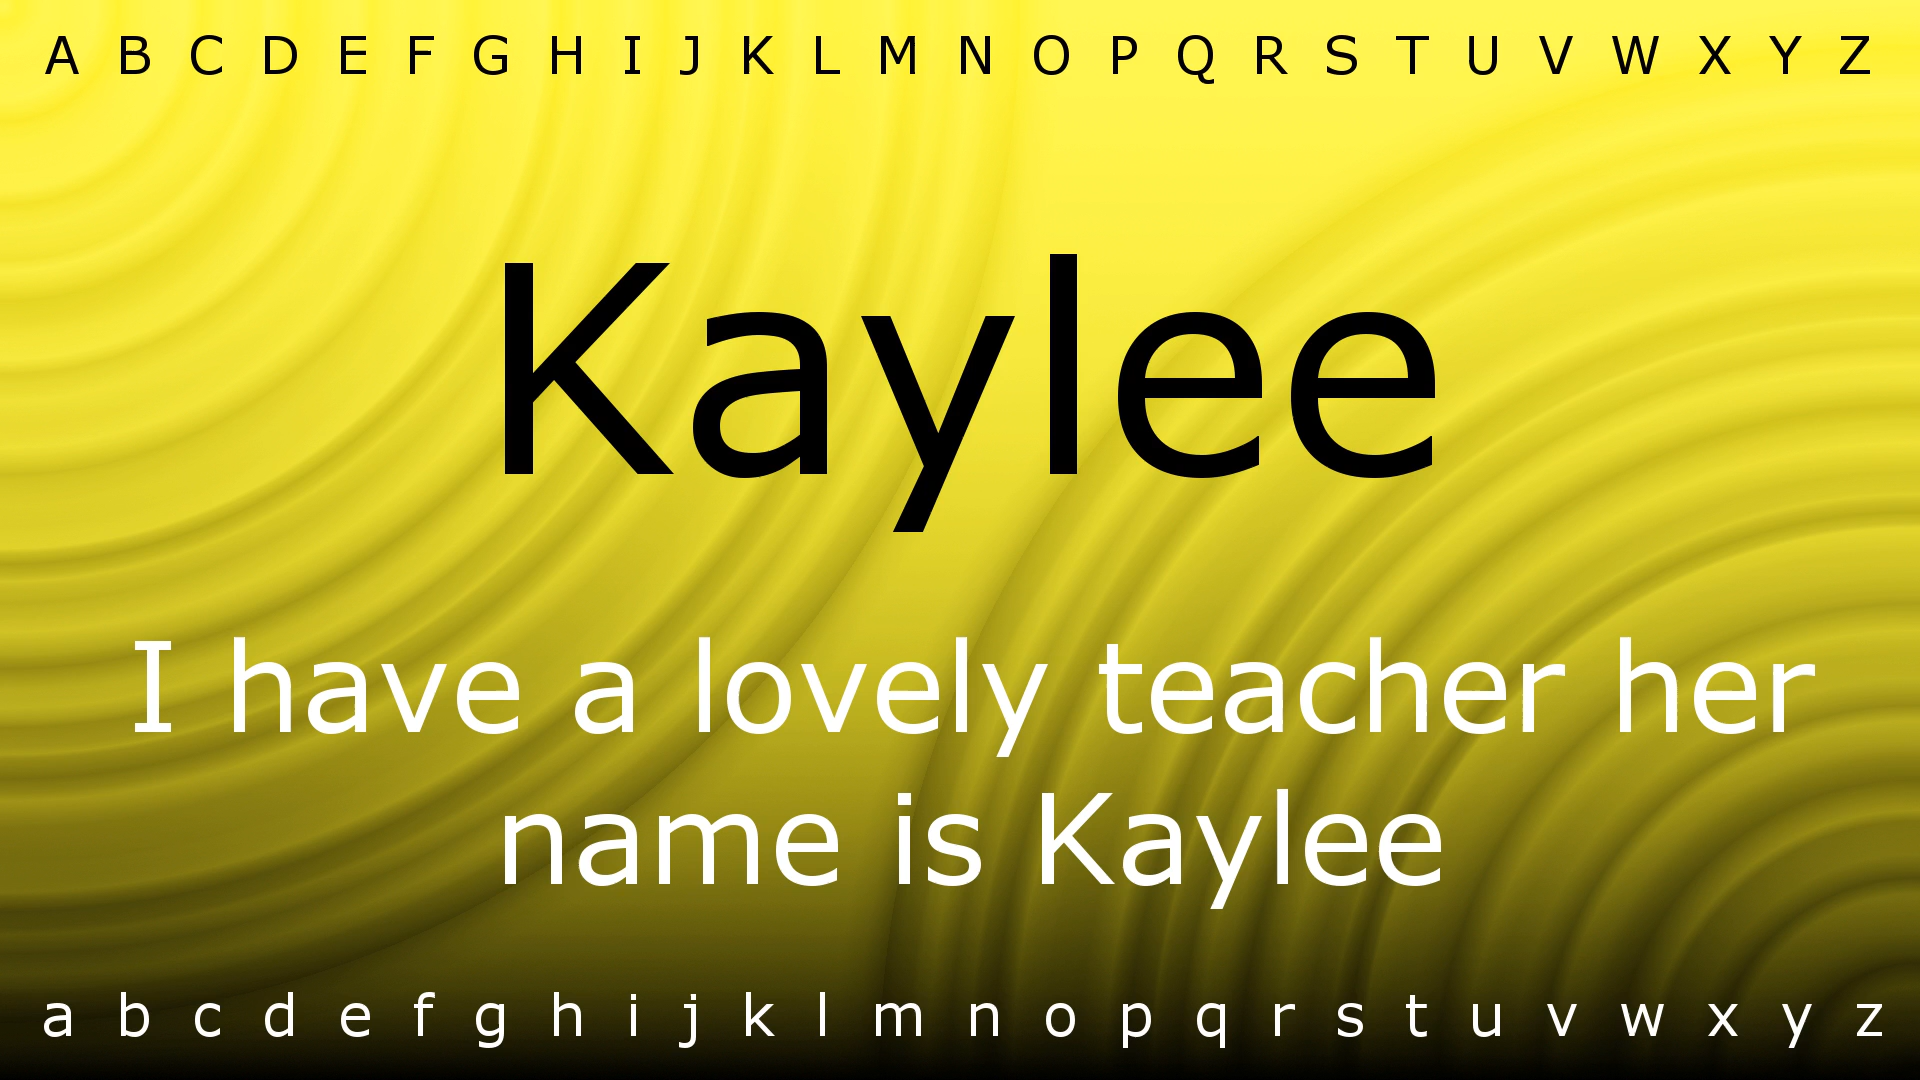 A B C D E F G H I J K L M N O P Q R S T U V W X Y Z
Kaylee
I have a lovely teacher her
name is Kaylee
a b c d e f g h i j k l m n o p q r s t u v w x y z